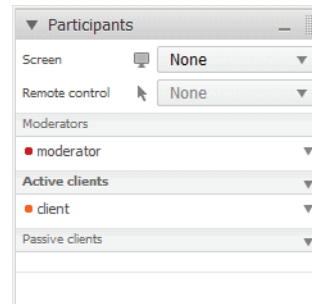 Participants
Screen None
Remote control None
Moderators
moderator
Active clients
client
Passive clients